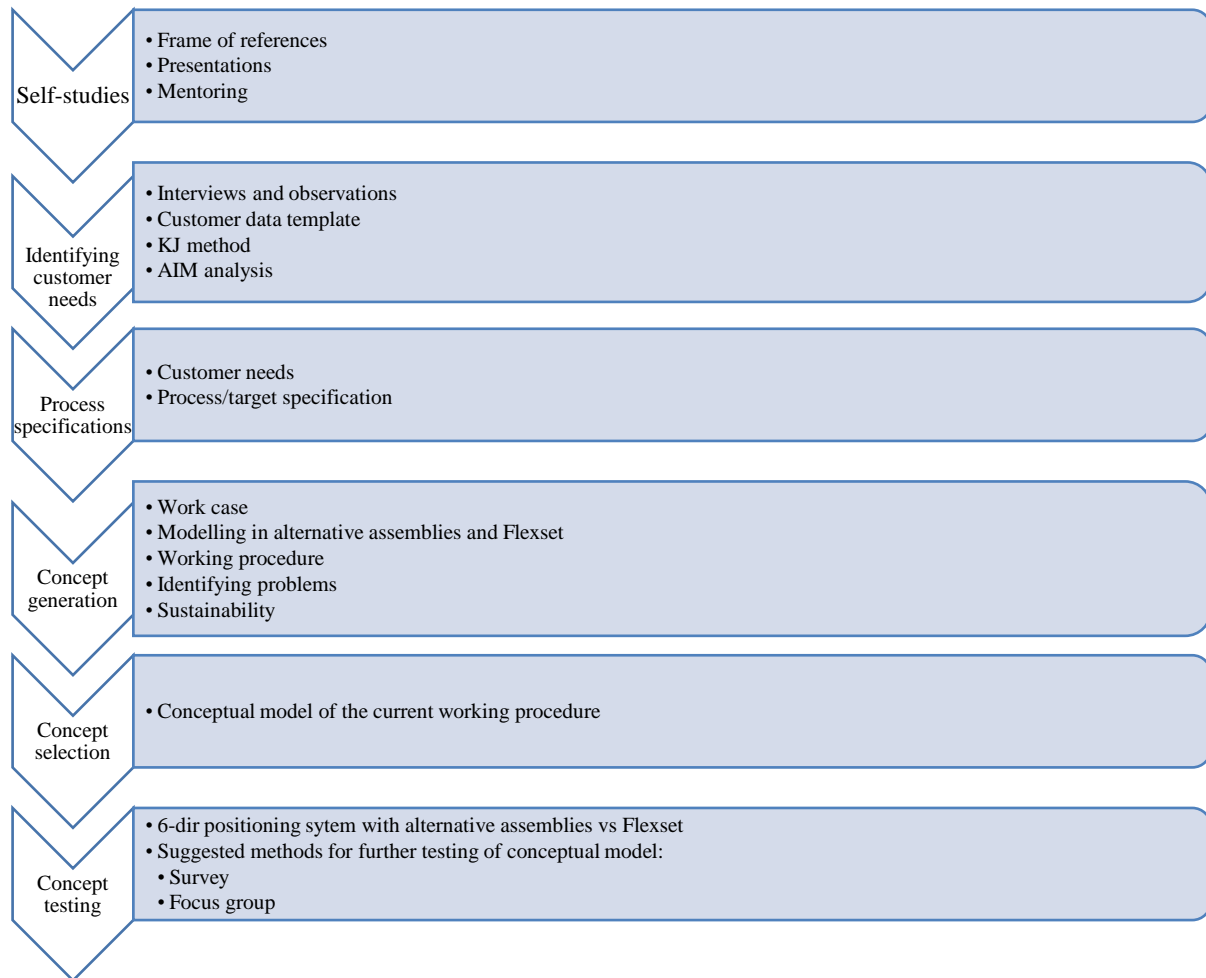 Self-studies
• Frame of references
• Presentations
• Mentoring
Identifying
customer
needs
• Interviews and observations
• Customer data template
• KJ method
• AIM analysis
Process
specifications
• Customer needs
• Process/target specification
Concept
generation
• Work case
• Modelling in alternative assemblies and Flexset
• Working procedure
• Identifying problems
• Sustainability
Concept
selection
• Conceptual model of the current working procedure
Concept
testing
• 6-dir positioning sytem with alternative assemblies vs Flexset
• Suggested methods for further testing of conceptual model:
• Survey
• Focus group